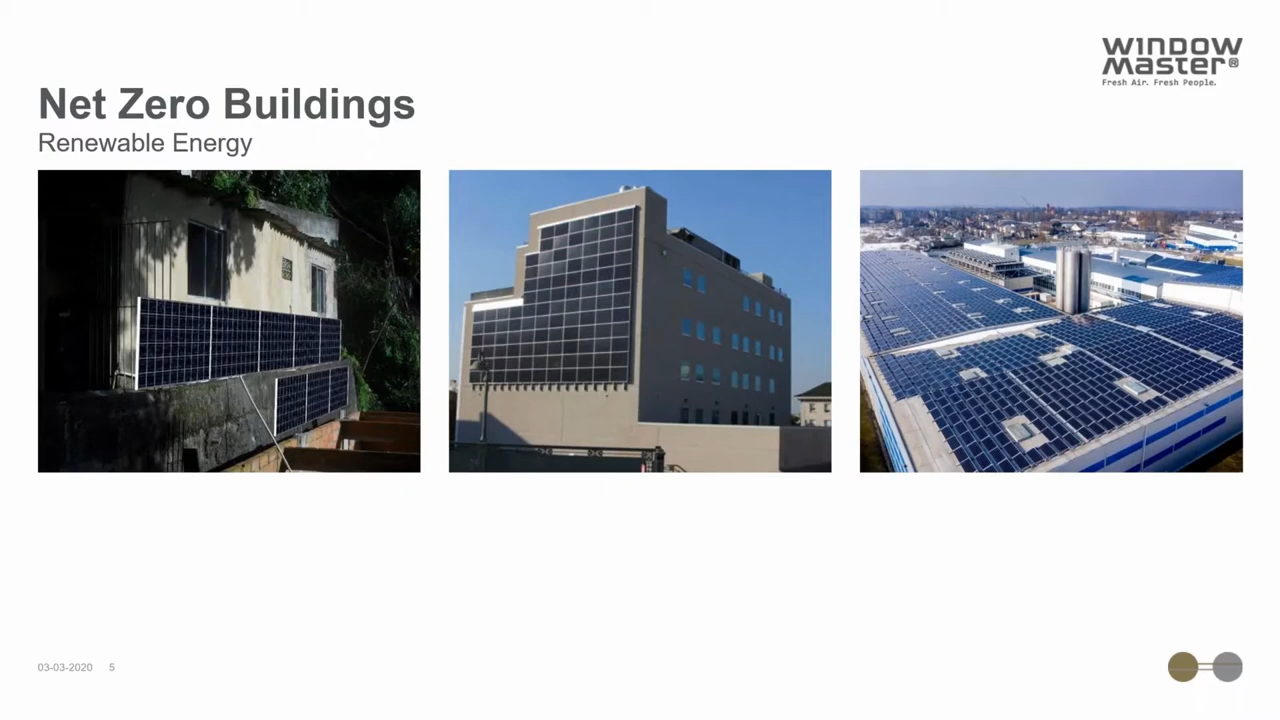 WINDOW
Master®
Fresh Air. Fresh People.
Net Zero Buildings
Renewable Energy
03-03-2020 5